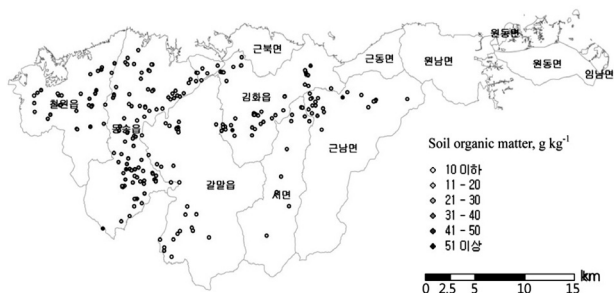 근북면
원동면
근동면
원남면
원동면
임남면
철원읍
김화읍
동송읍
근남면
갈말읍
서면
Soil organic matter, g kg⁻¹
10 이하
11 - 20
21 - 30
31 - 40
41 - 50
51 이상
km
0 2.5 5 10 15